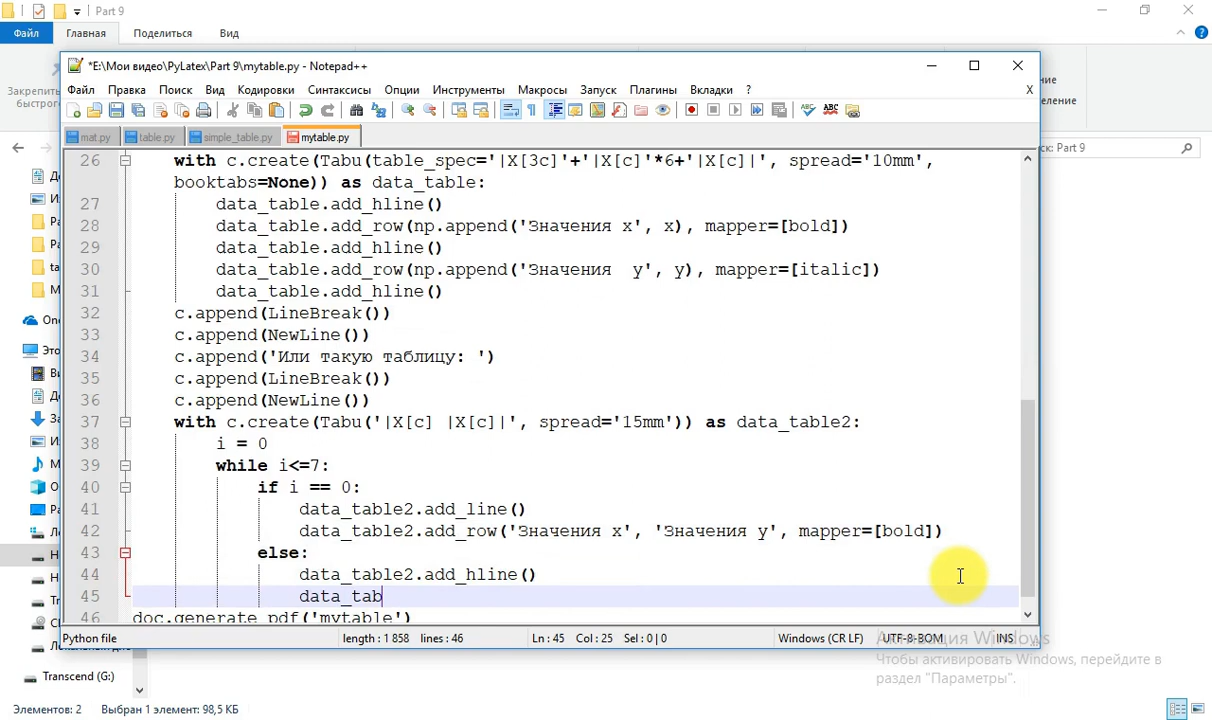 Part 9
Файл Главная Поделиться Вид
Закрепить
быстрого
*E:\Мои видео\PyLatex\Part 9\mytable.py - Notepad++
Файл Правка Поиск Вид Кодировки Синтаксисы Опции Инструменты Макросы Запуск Плагины Вкладки ? X
mat.py table.py simple_table.py mytable.py
26 with c.create(Tabu(table_spec='|X[3c]'+'|X[c]'*6+'|X[c]|', spread='10mm',
booktabs=None)) as data_table:
27 data_table.add_hline()
28 data_table.add_row(np.append('Значения x', x), mapper=[bold])
29 data_table.add_hline()
30 data_table.add_row(np.append('Значения  y', y), mapper=[italic])
31 data_table.add_hline()
32 c.append(LineBreak())
33 c.append(NewLine())
34 c.append('Или такую таблицу: ')
35 c.append(LineBreak())
36 c.append(NewLine())
37 with c.create(Tabu('|X[c] |X[c]|', spread='15mm')) as data_table2:
38 i = 0
39 while i<=7:
40 if i == 0:
41 data_table2.add_line()
42 data_table2.add_row('Значения x', 'Значения y', mapper=[bold])
43 else:
44 data_table2.add_hline()
45 data_tab
46 doc.generate_pdf('mytable')
Python file length : 1 858 lines : 46 Ln : 45 Col : 25 Sel : 0 | 0 Windows (CR LF) UTF-8-BOM INS
ск: Part 9
Активация Windows
Чтобы активировать Windows, перейдите в
раздел "Параметры".
Transcend (G:)
Элементов: 2 Выбран 1 элемент: 98,5 КБ